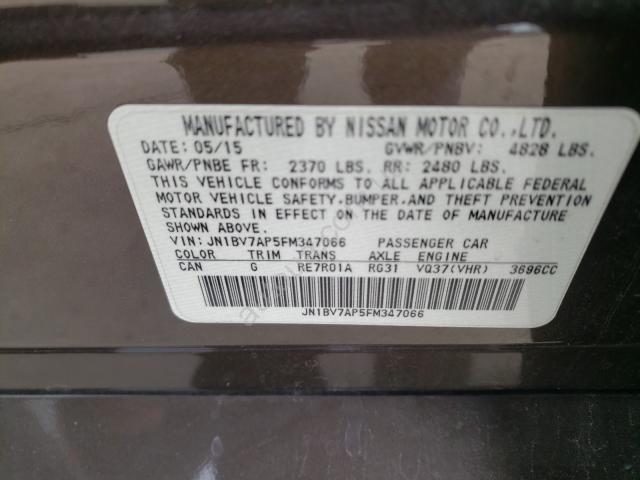 MANUFACTURED BY NISSAN MOTOR CO.,LTD.
DATE: 05/15 GVWR/PNBV: 4828 LBS.
GAWR/PNBE FR: 2370 LBS. RR: 2480 LBS.
THIS VEHICLE CONFORMS TO ALL APPLICABLE FEDERAL
MOTOR VEHICLE SAFETY,BUMPER,AND THEFT PREVENTION
STANDARDS IN EFFECT ON THE DATE OF MANUFACTURE
SHOWN ABOVE.
VIN: JN1BV7AP5FM347066 PASSENGER CAR
COLOR TRIM TRANS AXLE ENGINE
CAN G RE7R01A RG31 VQ37(VHR) 3696CC
JN1BV7AP5FM347066